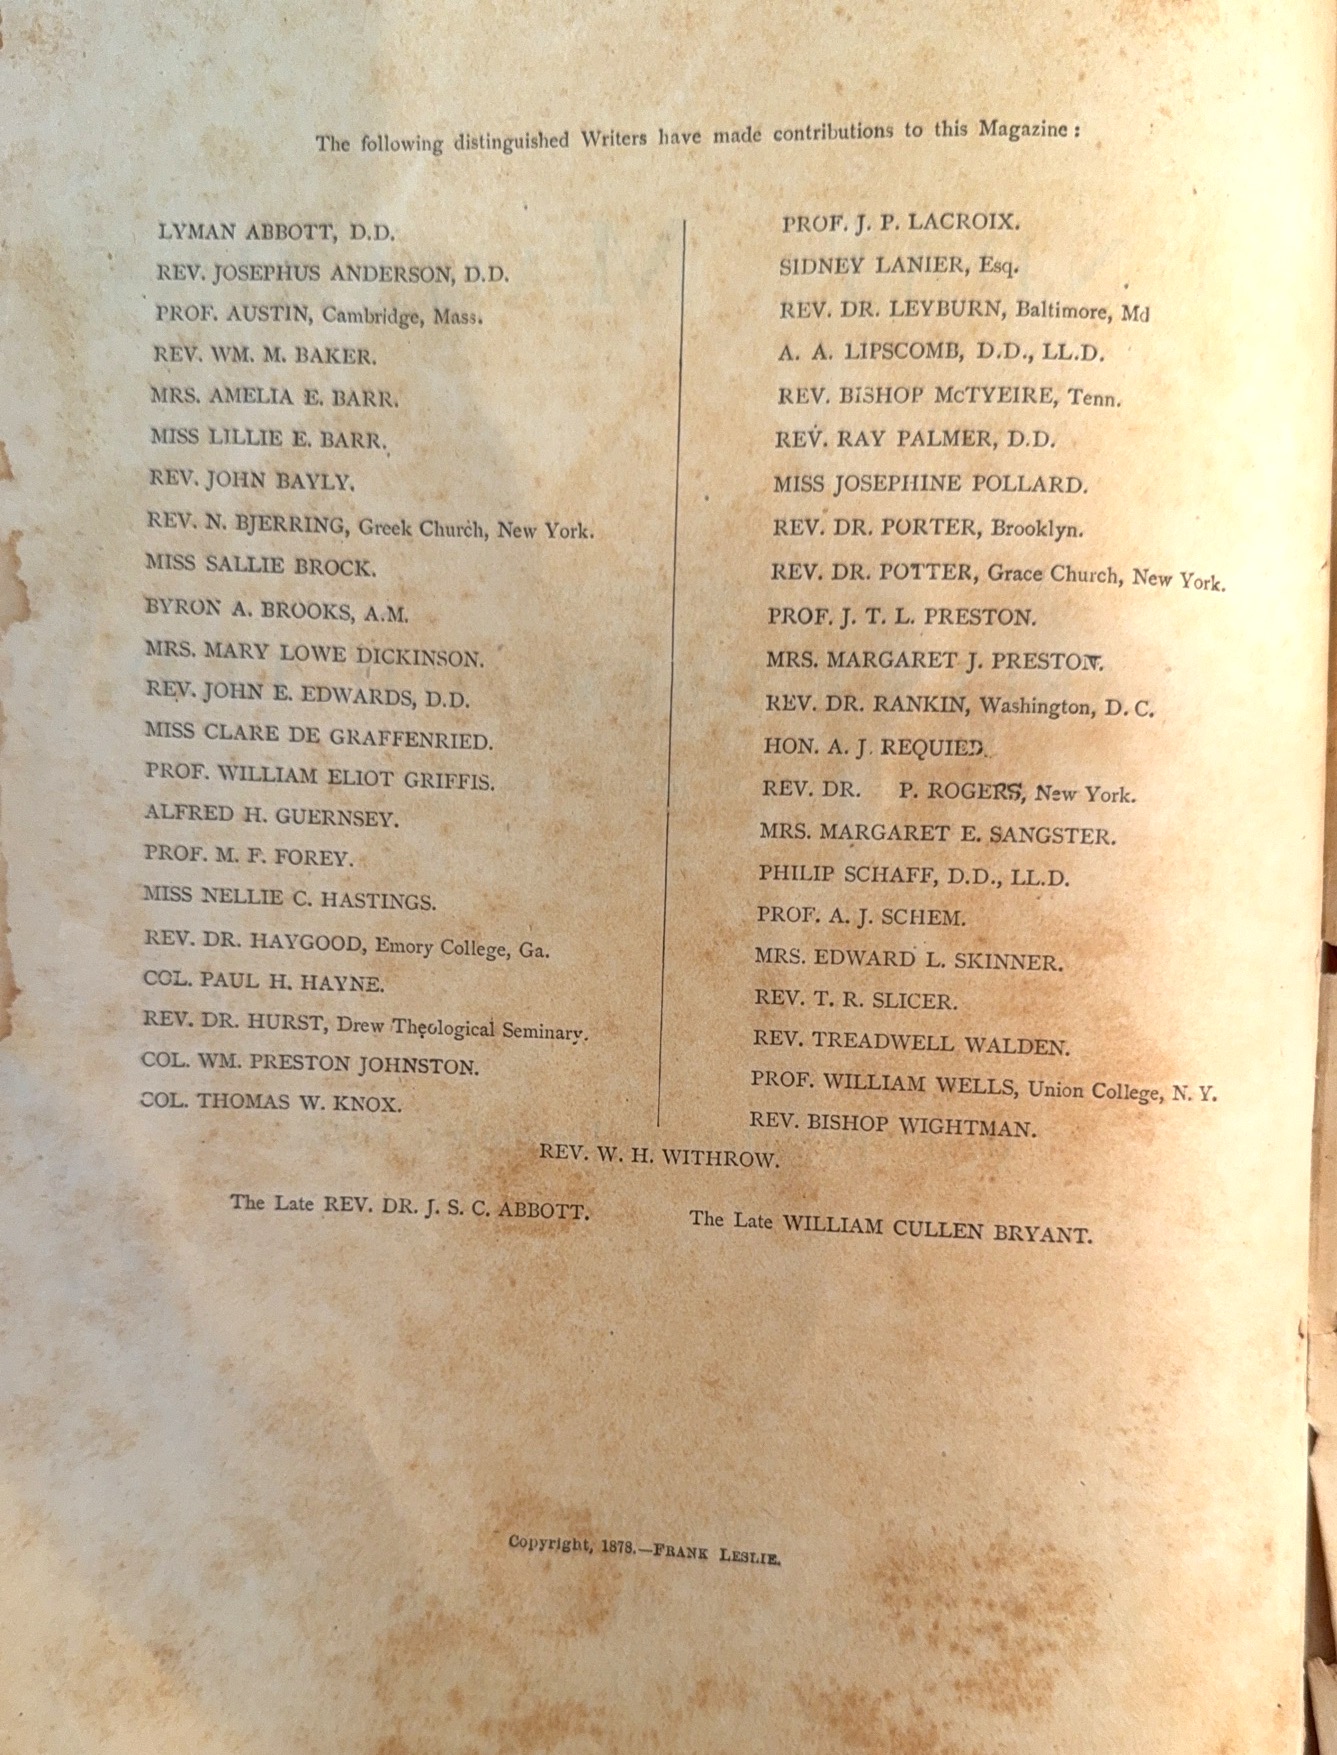 The following distinguished Writers have made contributions to this Magazine:
LYMAN ABBOTT, D.D.
REV. JOSEPHUS ANDERSON, D.D.
PROF. AUSTIN, Cambridge, Mass.
REV. WM. M. BAKER.
MRS. AMELIA E. BARR.
MISS LILLIE E. BARR.
REV. JOHN BAYLY.
REV. N. BJERRING, Greek Church, New York.
MISS SALLIE BROCK.
BYRON A. BROOKS, A.M.
MRS. MARY LOWE DICKINSON.
REV. JOHN E. EDWARDS, D.D.
MISS CLARE DE GRAFFENRIED.
PROF. WILLIAM ELIOT GRIFFIS.
ALFRED H. GUERNSEY.
PROF. M. F. FOREY.
MISS NELLIE C. HASTINGS.
REV. DR. HAYGOOD, Emory College, Ga.
COL. PAUL H. HAYNE.
REV. DR. HURST, Drew Theological Seminary.
COL. WM. PRESTON JOHNSTON.
COL. THOMAS W. KNOX.
PROF. J. P. LACROIX.
SIDNEY LANIER, Esq.
REV. DR. LEYBURN, Baltimore, Md
A. A. LIPSCOMB, D.D., LL.D.
REV. BISHOP McTYEIRE, Tenn.
REV. RAY PALMER, D.D.
MISS JOSEPHINE POLLARD.
REV. DR. PORTER, Brooklyn.
REV. DR. POTTER, Grace Church, New York.
PROF. J. T. L. PRESTON.
MRS. MARGARET J. PRESTON.
REV. DR. RANKIN, Washington, D. C.
HON. A. J. REQUIED.
REV. DR. P. ROGERS, New York.
MRS. MARGARET E. SANGSTER.
PHILIP SCHAFF, D.D., LL.D.
PROF. A. J. SCHEM.
MRS. EDWARD L. SKINNER.
REV. T. R. SLICER.
REV. TREADWELL WALDEN.
PROF. WILLIAM WELLS, Union College, N. Y.
REV. BISHOP WIGHTMAN.
REV. W. H. WITHROW.
The Late REV. DR. J. S. C. ABBOTT. The Late WILLIAM CULLEN BRYANT.
Copyright, 1878.—FRANK LESLIE.